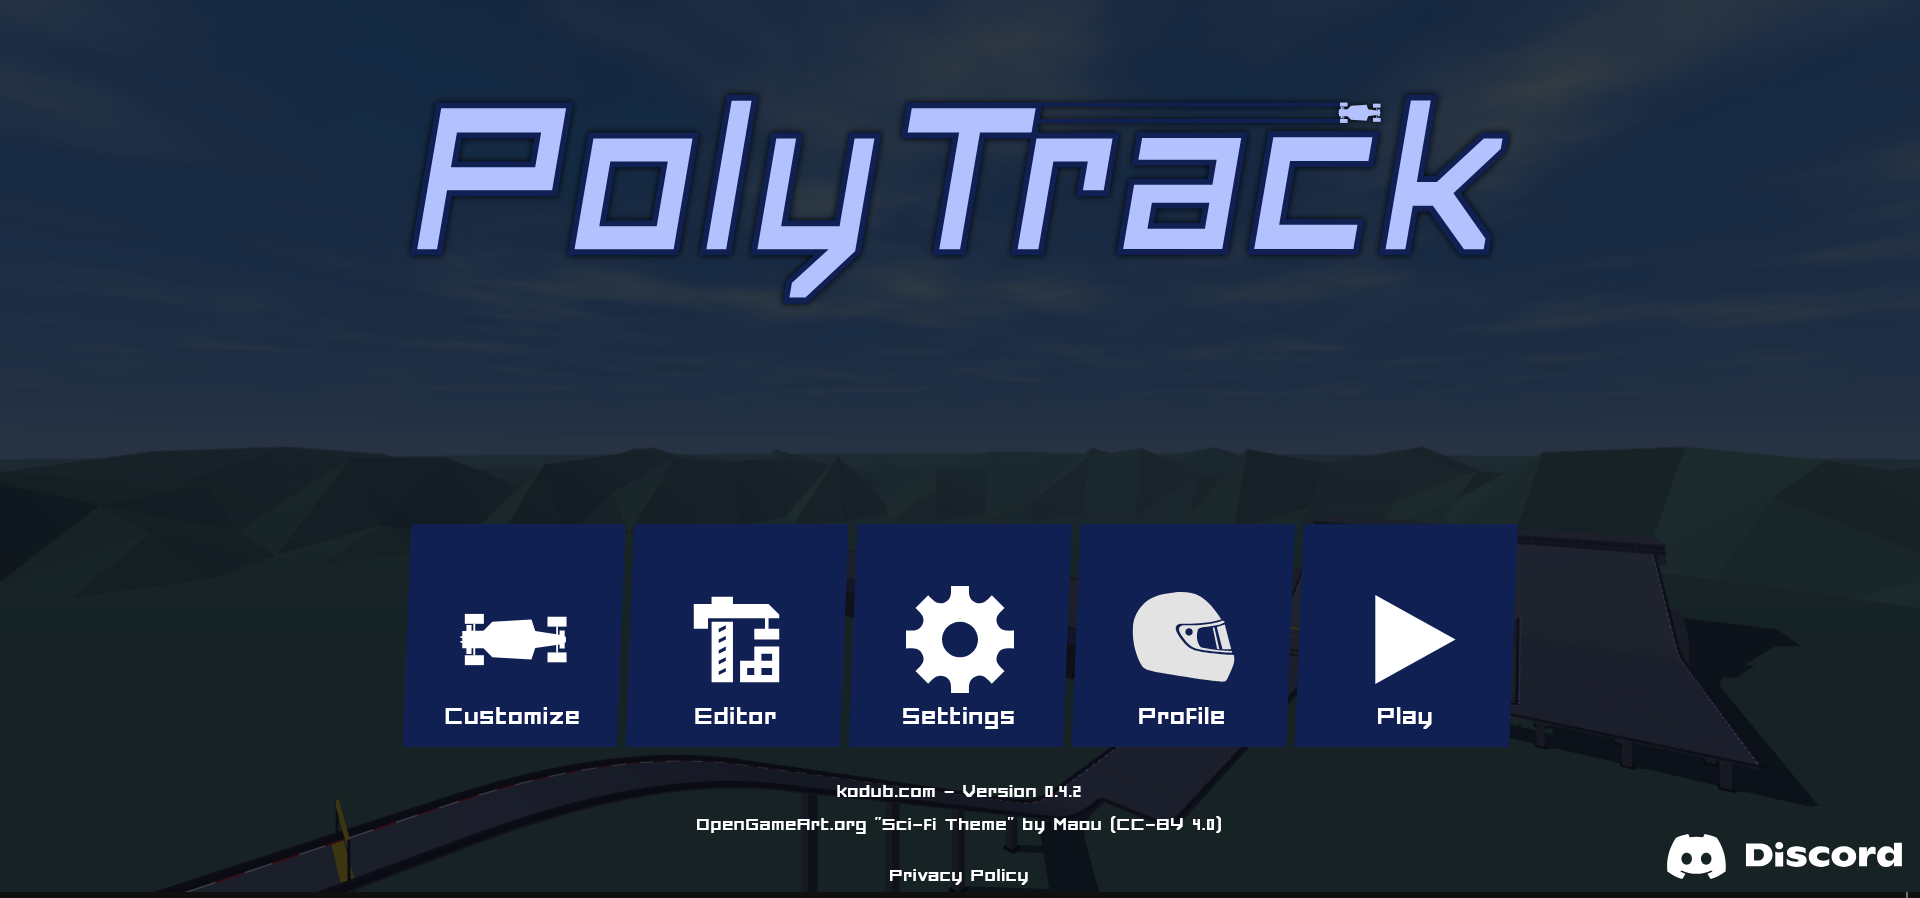 PolyTrack
Customize
Editor
Settings
Profile
Play
kodub.com - Version 0.4.2
OpenGameArt.org "Sci-Fi Theme" by Maou (CC-BY 4.0)
Privacy Policy
Discord